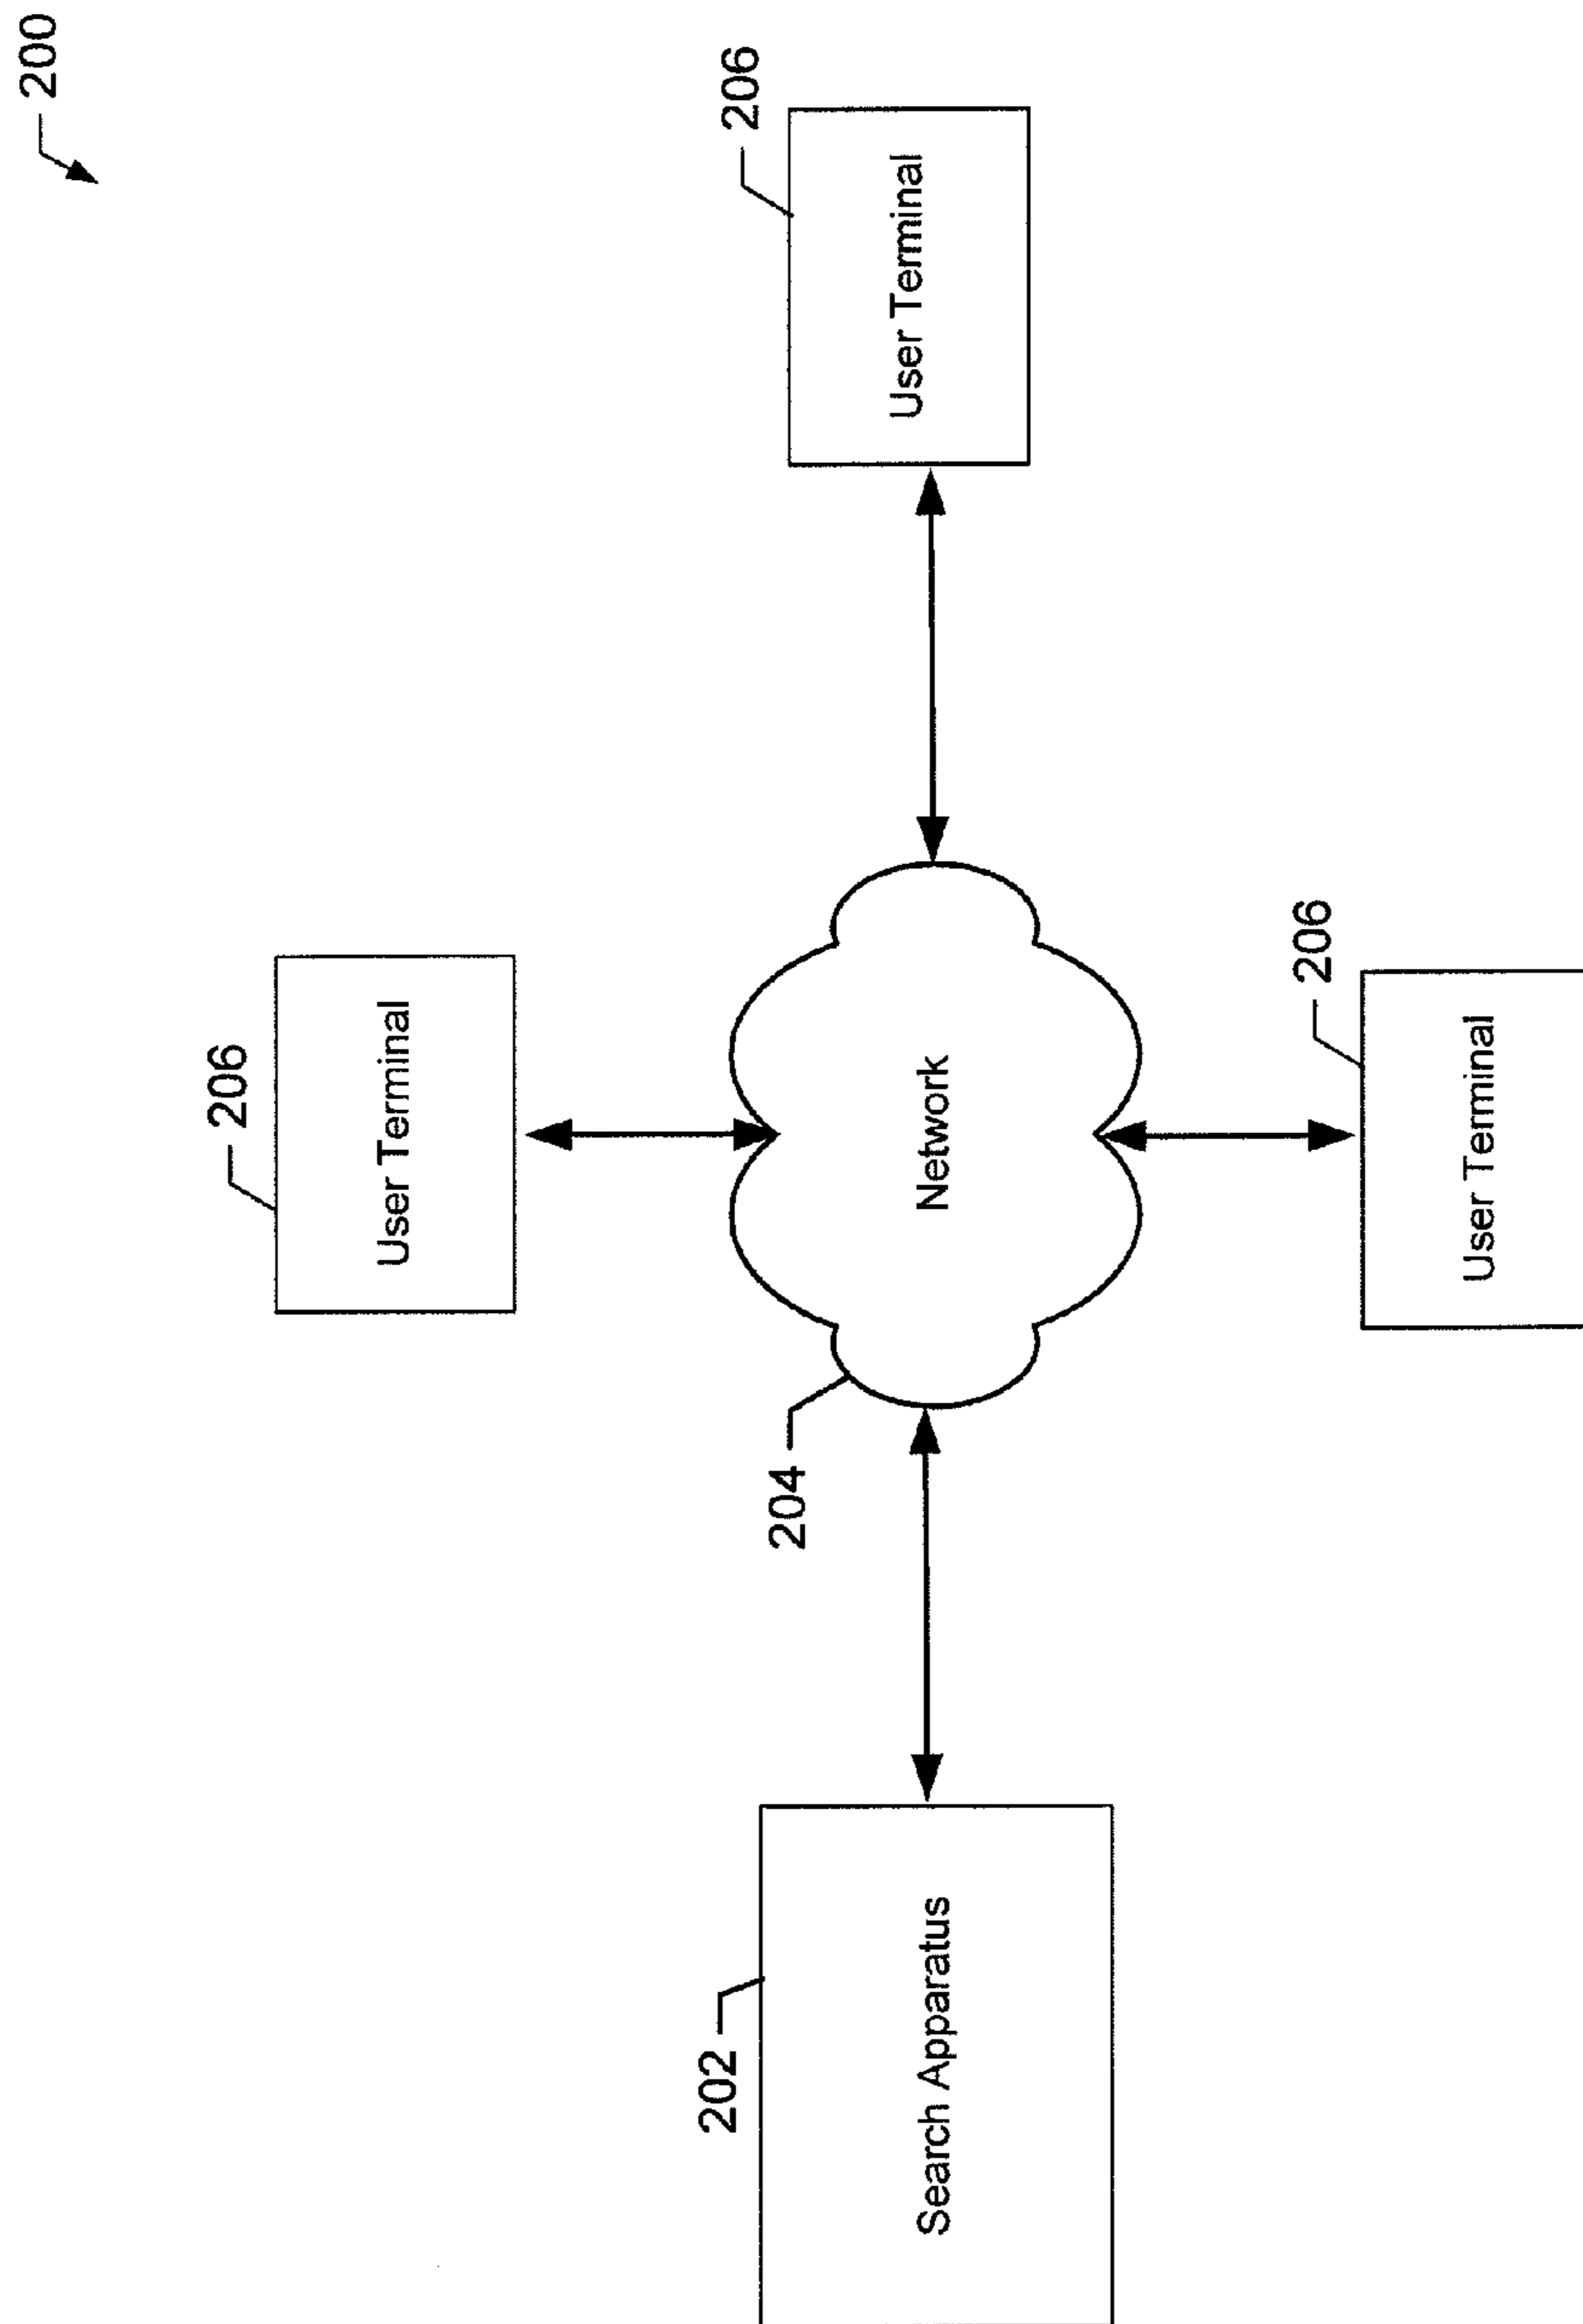 200
206
User Terminal
206
User Terminal
204
Network
202
Search Apparatus
206
User Terminal